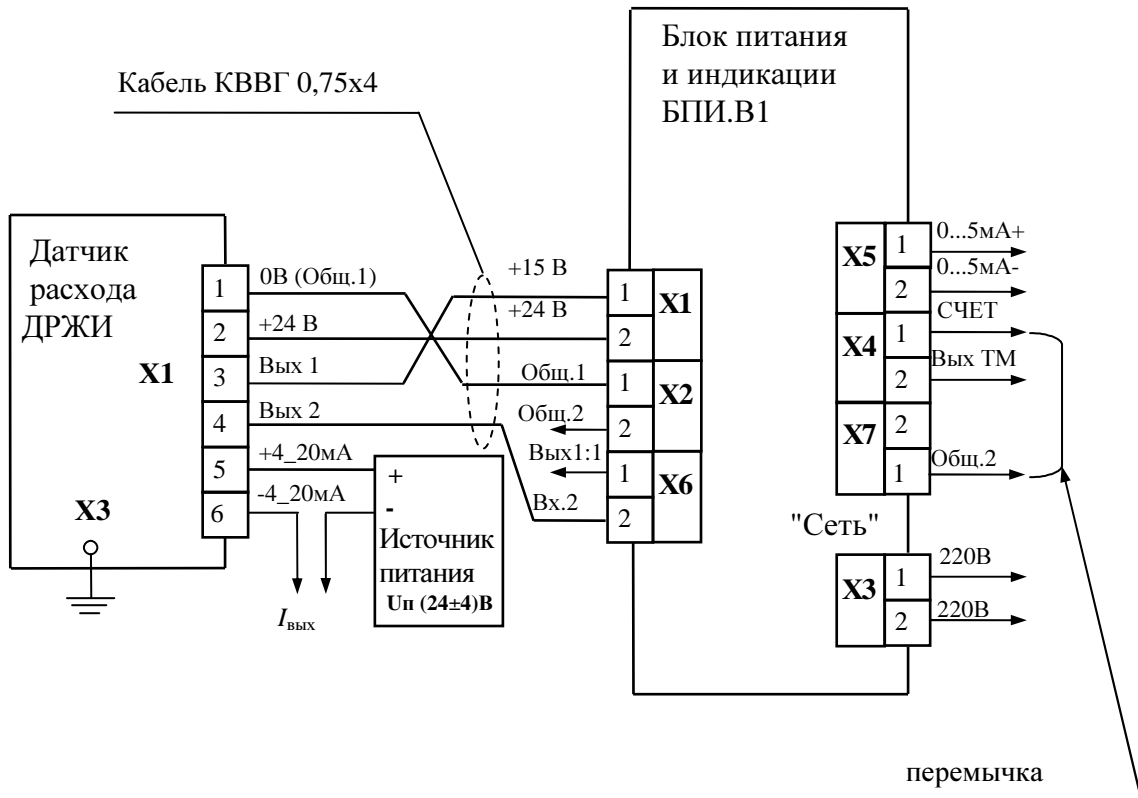 Блок питания
и индикации
БПИ.В1
Кабель КВВГ 0,75х4
Датчик
расхода
ДРЖИ
X1
X3
1
2
3
4
5
6
0В (Общ.1)
+24 В
Вых 1
Вых 2
+4_20мА
-4_20мА
Iвых
+
-
Источник
питания
Uп (24±4)В
+15 В
+24 В
Общ.1
Общ.2
Вых1:1
Вх.2
1
2
1
2
1
2
X1
X2
X6
X5
X4
X7
1
2
1
2
2
1
0...5мА+
0...5мА-
СЧЕТ
Вых ТМ
Общ.2
"Сеть"
X3
1
2
220В
220В
перемычка